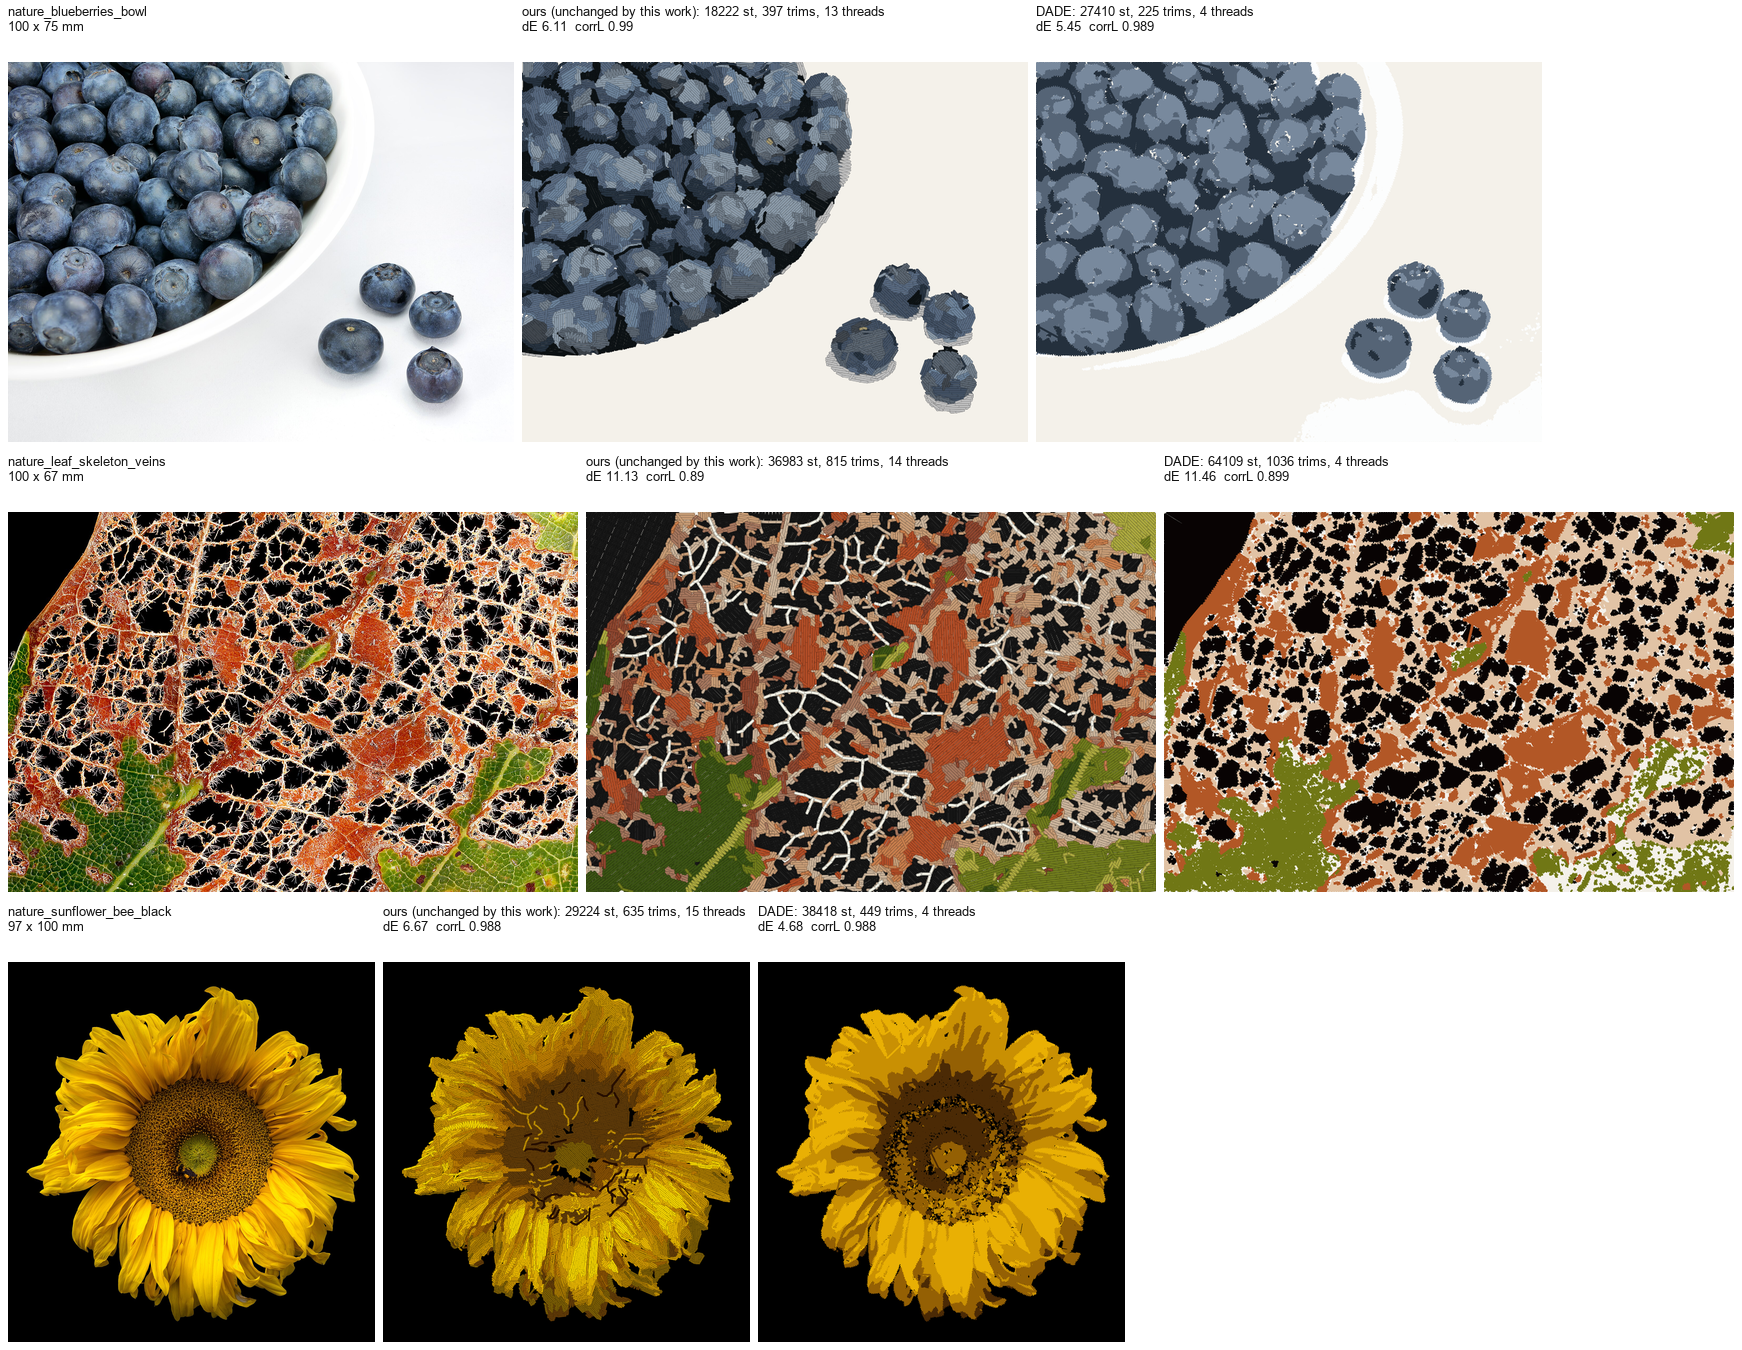 nature_blueberries_bowl
100 x 75 mm
ours (unchanged by this work): 18222 st, 397 trims, 13 threads
dE 6.11  corrL 0.99
DADE: 27410 st, 225 trims, 4 threads
dE 5.45  corrL 0.989
nature_leaf_skeleton_veins
100 x 67 mm
ours (unchanged by this work): 36983 st, 815 trims, 14 threads
dE 11.13  corrL 0.89
DADE: 64109 st, 1036 trims, 4 threads
dE 11.46  corrL 0.899
nature_sunflower_bee_black
97 x 100 mm
ours (unchanged by this work): 29224 st, 635 trims, 15 threads
dE 6.67  corrL 0.988
DADE: 38418 st, 449 trims, 4 threads
dE 4.68  corrL 0.988